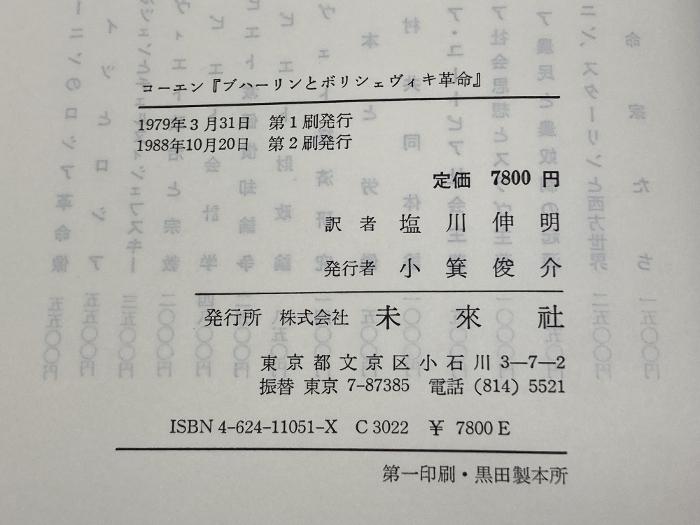 コーエン『ブハーリンとボリシェヴィキ革命』
1979年3月31日 第1刷発行
1988年10月20日 第2刷発行
定価 7800 円
訳者 塩川伸明
発行者 小箕俊介
発行所 株式会社 未來社
東京都文京区小石川3-7-2
振替 東京 7-87385 電話 (814) 5521
ISBN 4-624-11051-X C 3022 ¥ 7800 E
第一印刷・黒田製本所